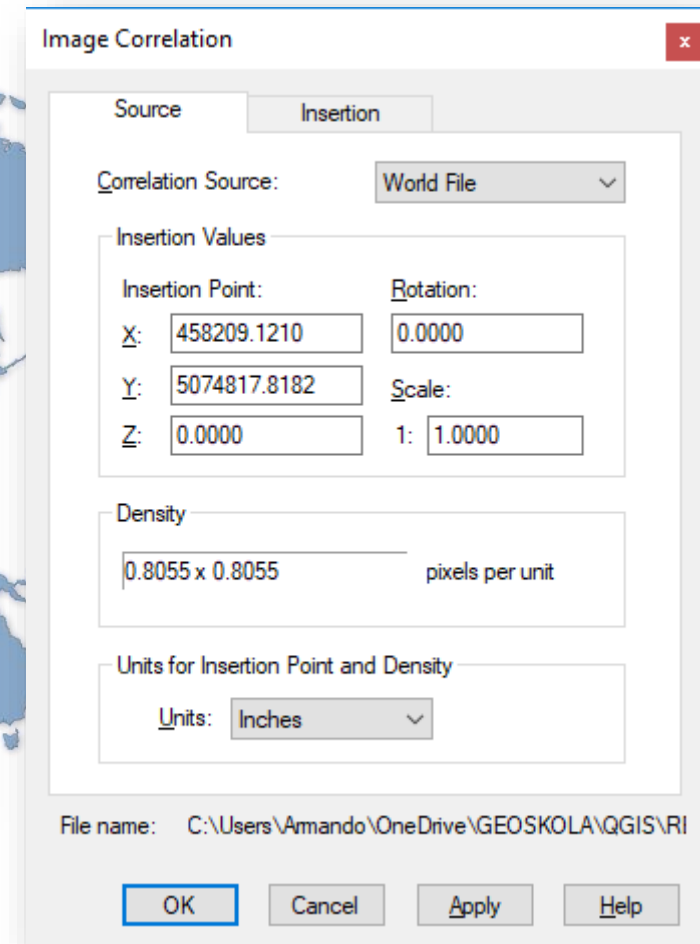 Image Correlation
x
Source Insertion
Correlation Source: World File
Insertion Values
Insertion Point: Rotation:
X: 458209.1210 0.0000
Y: 5074817.8182 Scale:
Z: 0.0000 1: 1.0000
Density
0.8055 x 0.8055 pixels per unit
Units for Insertion Point and Density
Units: Inches
File name: C:\Users\Armando\OneDrive\GEOSKOLA\QGIS\RI
OK Cancel Apply Help